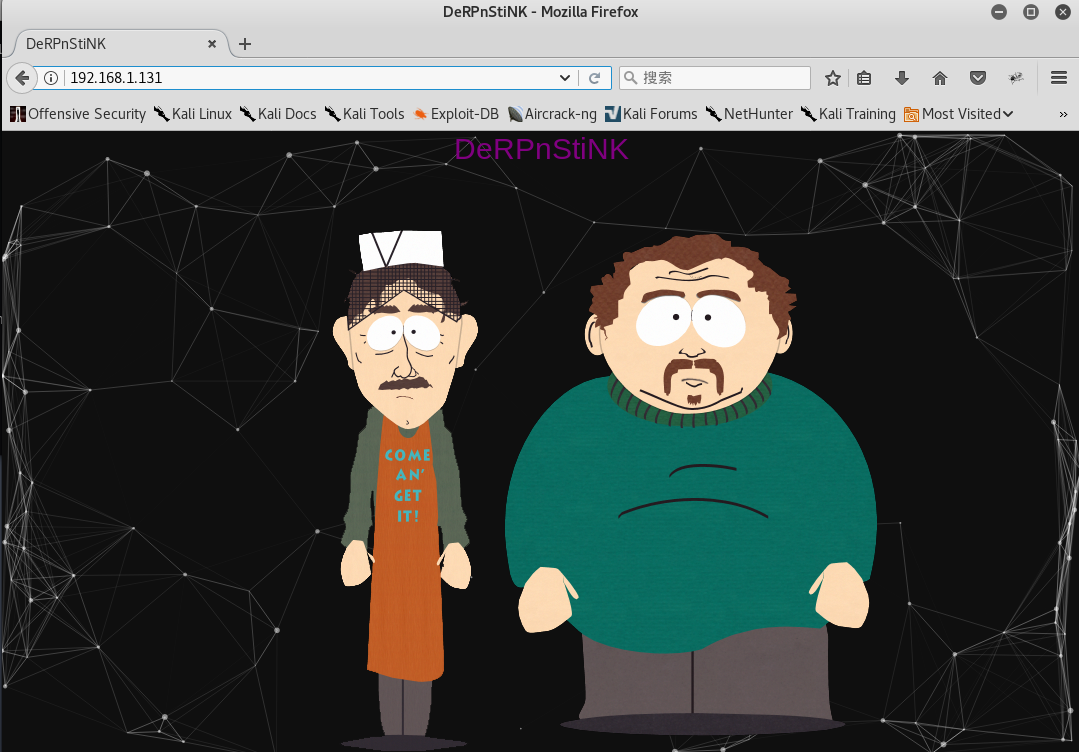 DeRPnStiNK - Mozilla Firefox
DeRPnStiNK
192.168.1.131
搜索
Offensive Security Kali Linux Kali Docs Kali Tools Exploit-DB Aircrack-ng Kali Forums NetHunter Kali Training Most Visited
DeRPnStiNK
COME
AN'
GET
IT!